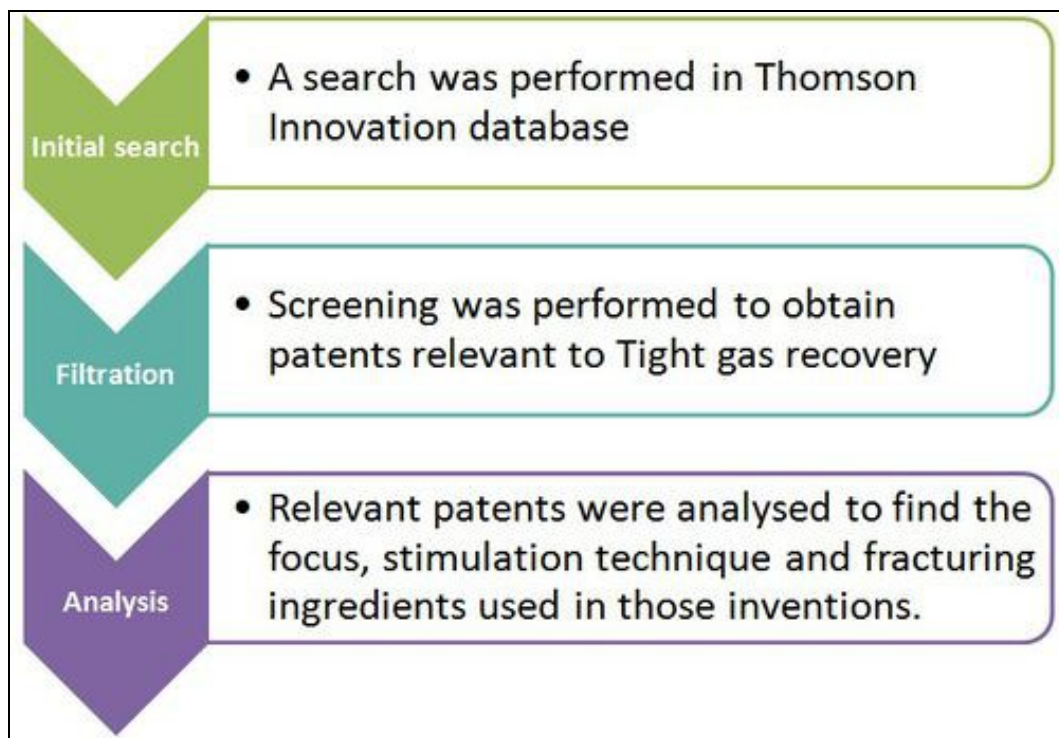 Initial search
• A search was performed in Thomson
Innovation database
Filtration
• Screening was performed to obtain
patents relevant to Tight gas recovery
Analysis
• Relevant patents were analysed to find the
focus, stimulation technique and fracturing
ingredients used in those inventions.